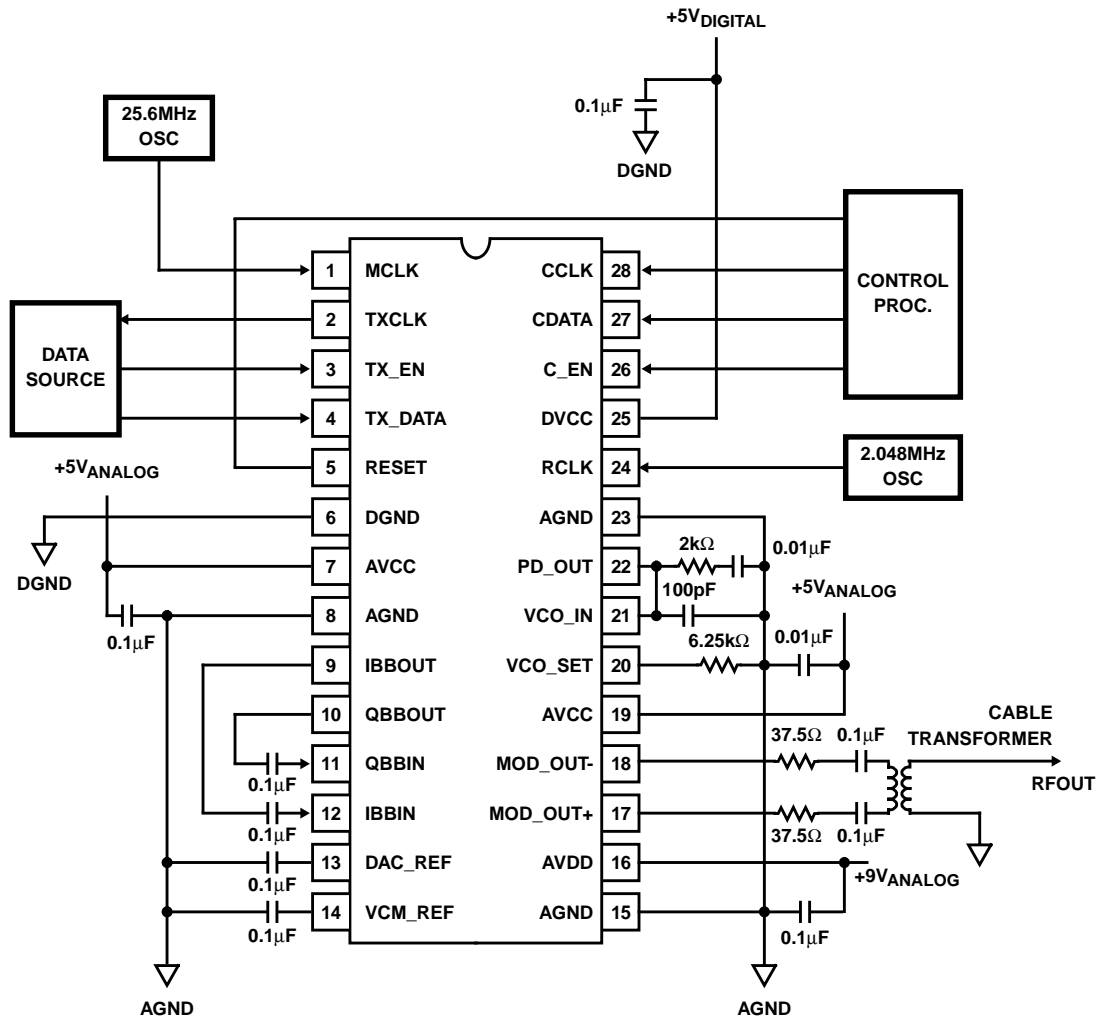 +5VDIGITAL
25.6MHz
OSC
0.1µF
DGND
CONTROL
PROC.
DATA
SOURCE
1 MCLK
CCLK 28
2 TXCLK
CDATA 27
3 TX_EN
C_EN 26
4 TX_DATA
DVCC 25
5 RESET
RCLK 24
2.048MHz
OSC
+5VANALOG
6 DGND
AGND 23
DGND
7 AVCC
PD_OUT 22
2kΩ
0.01µF
100pF
+5VANALOG
8 AGND
VCO_IN 21
0.1µF
6.25kΩ
0.01µF
9 IBBOUT
VCO_SET 20
10 QBBOUT
AVCC 19
CABLE
TRANSFORMER
37.5Ω
0.1µF
11 QBBIN
MOD_OUT- 18
0.1µF
RFOUT
12 IBBIN
MOD_OUT+ 17
0.1µF
37.5Ω
0.1µF
13 DAC_REF
AVDD 16
0.1µF
+9VANALOG
14 VCM_REF
AGND 15
0.1µF
0.1µF
AGND
AGND